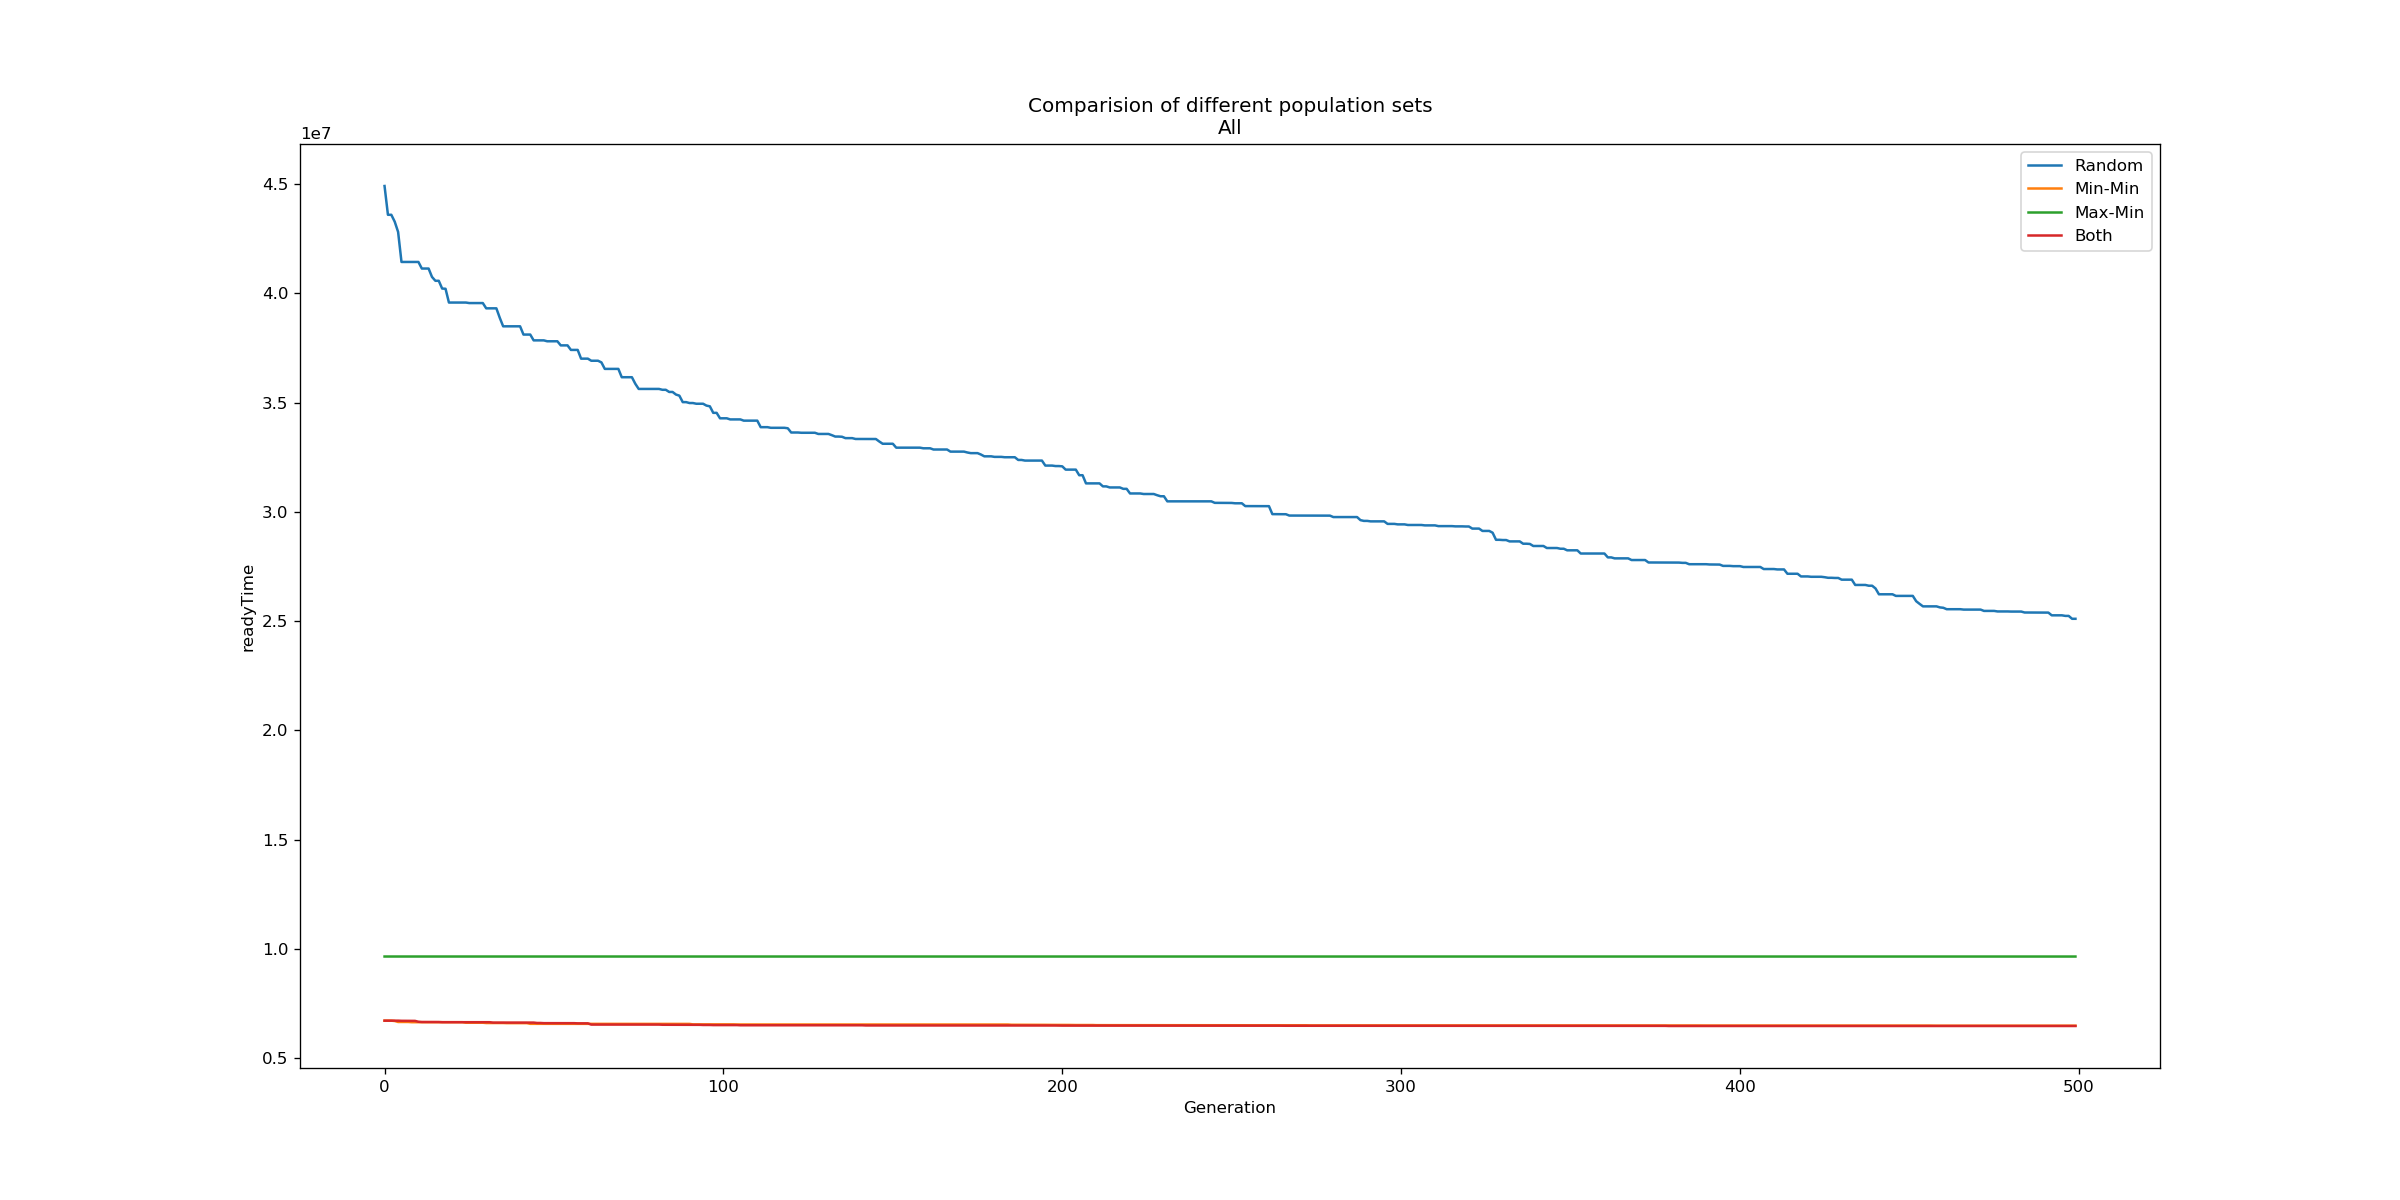 Comparision of different population sets
All
1e7
Random
Min-Min
Max-Min
Both
4.5
4.0
3.5
3.0
2.5
2.0
1.5
1.0
0.5
readyTime
0 100 200 300 400 500
Generation